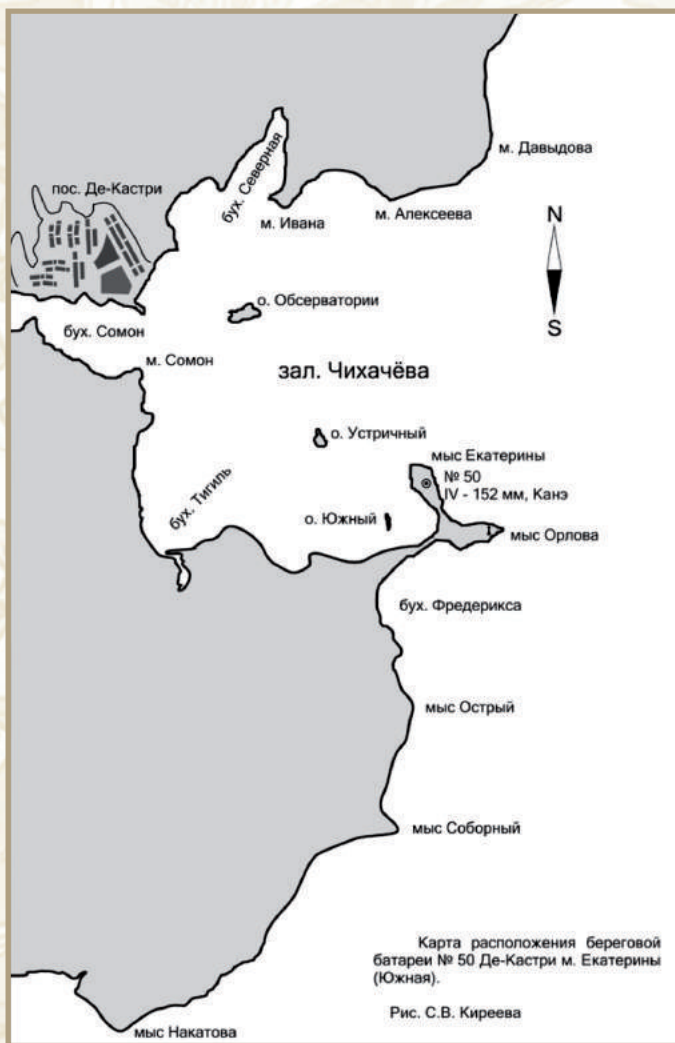 м. Давыдова
бух. Северная
пос. Де-Кастри
м. Ивана
м. Алексеева
N
S
о. Обсерватории
бух. Сомон
м. Сомон
зал. Чихачёва
о. Устричный
мыс Екатерины
№ 50
IV - 152 мм, Канэ
бух. Тигиль
о. Южный
мыс Орлова
бух. Фредерикса
мыс Острый
мыс Соборный
Карта расположения береговой
батареи № 50 Де-Кастри м. Екатерины
(Южная).
Рис. С.В. Киреева
мыс Накатова